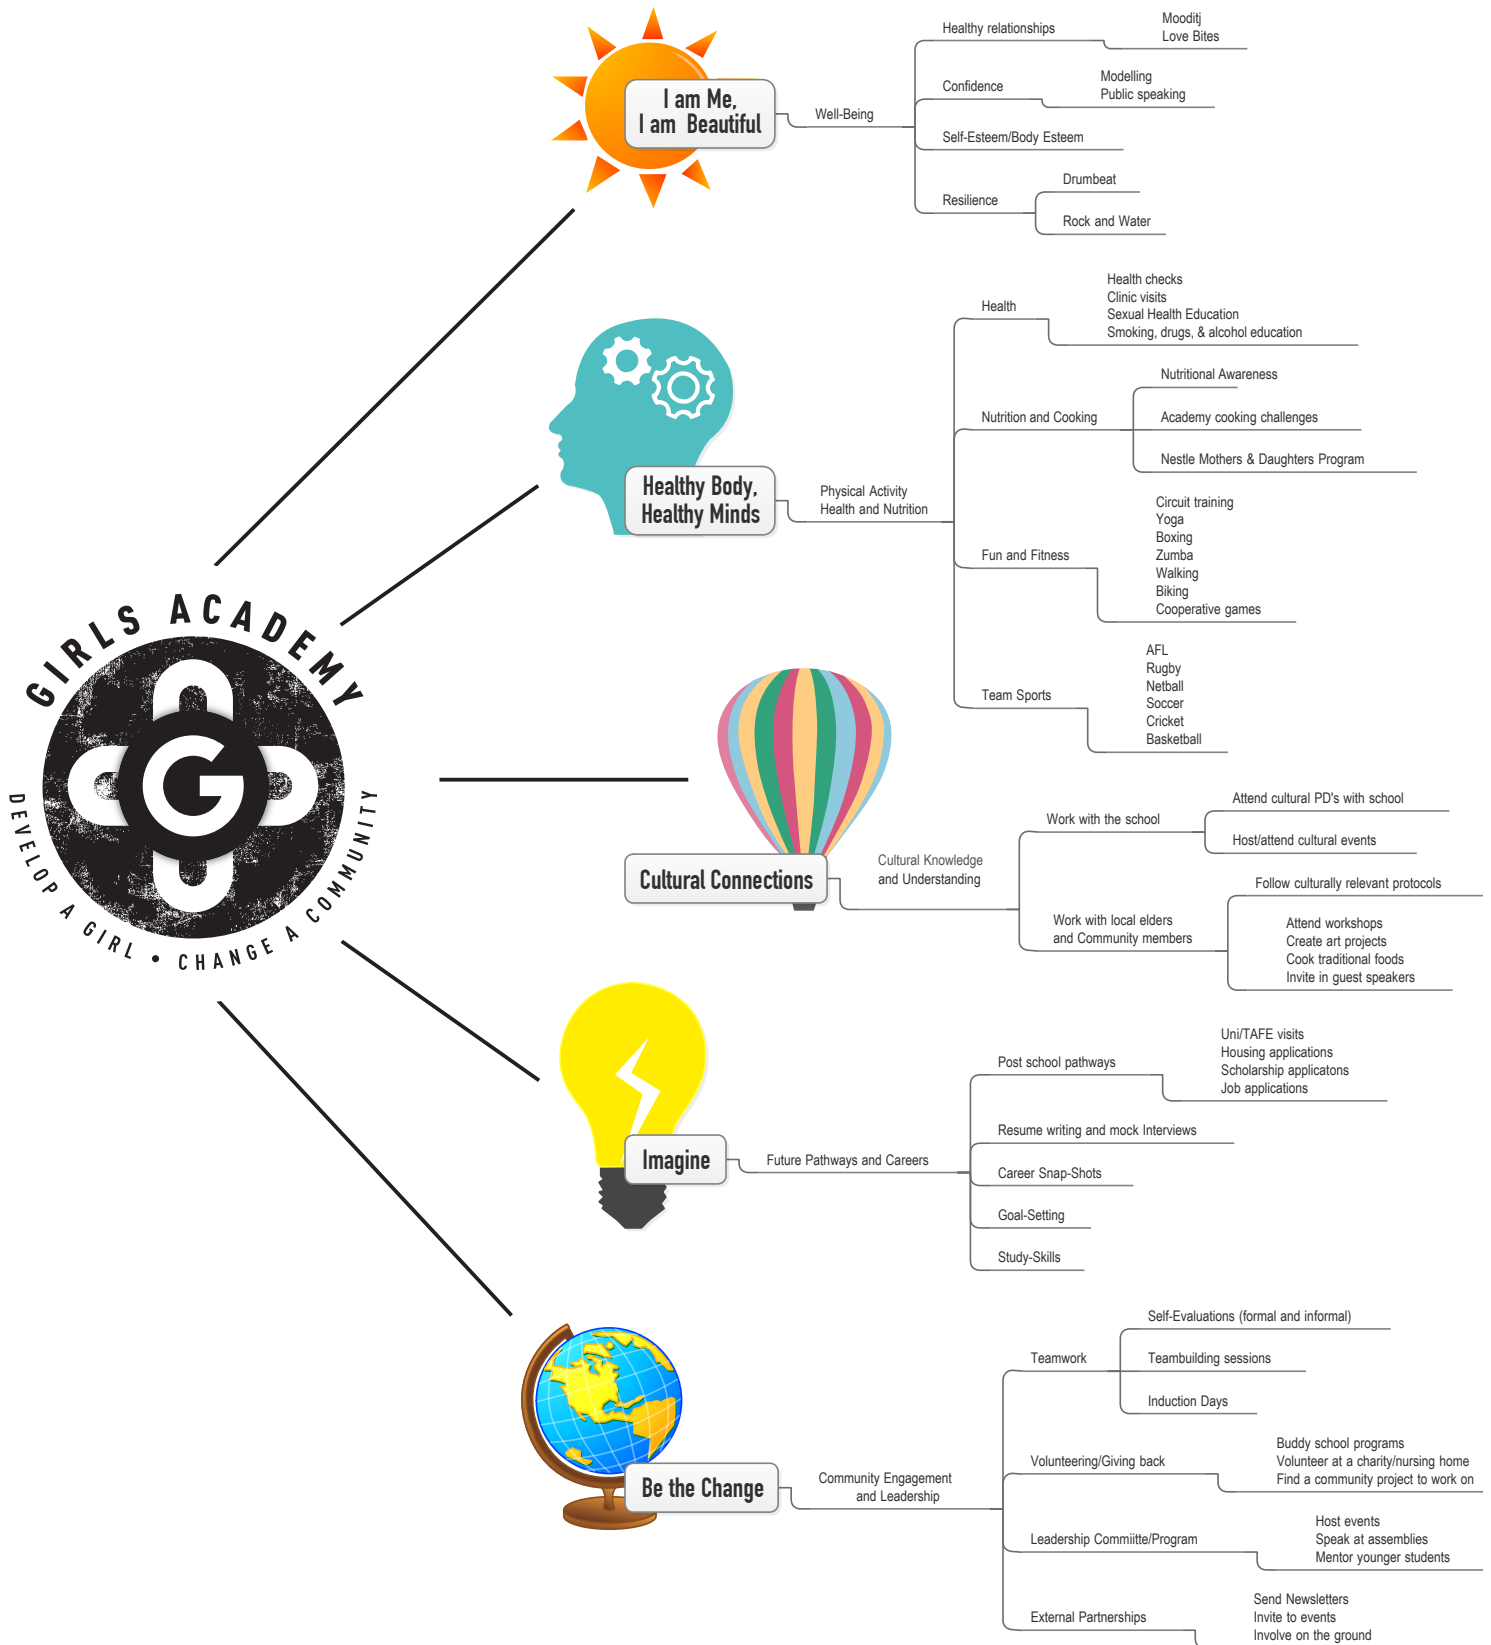 GIRLS ACADEMY
DEVELOP A GIRL • CHANGE A COMMUNITY
G
I am Me,
I am Beautiful
Well-Being
Healthy relationships
Mooditj
Love Bites
Confidence
Modelling
Public speaking
Self-Esteem/Body Esteem
Resilience
Drumbeat
Rock and Water
Healthy Body,
Healthy Minds
Physical Activity
Health and Nutrition
Health
Health checks
Clinic visits
Sexual Health Education
Smoking, drugs, & alcohol education
Nutrition and Cooking
Nutritional Awareness
Academy cooking challenges
Nestle Mothers & Daughters Program
Fun and Fitness
Circuit training
Yoga
Boxing
Zumba
Walking
Biking
Cooperative games
Team Sports
AFL
Rugby
Netball
Soccer
Cricket
Basketball
Cultural Connections
Cultural Knowledge
and Understanding
Work with the school
Attend cultural PD's with school
Host/attend cultural events
Work with local elders
and Community members
Follow culturally relevant protocols
Attend workshops
Create art projects
Cook traditional foods
Invite in guest speakers
Imagine
Future Pathways and Careers
Post school pathways
Uni/TAFE visits
Housing applications
Scholarship applicatons
Job applications
Resume writing and mock Interviews
Career Snap-Shots
Goal-Setting
Study-Skills
Be the Change
Community Engagement
and Leadership
Teamwork
Self-Evaluations (formal and informal)
Teambuilding sessions
Induction Days
Volunteering/Giving back
Buddy school programs
Volunteer at a charity/nursing home
Find a community project to work on
Leadership Commiitte/Program
Host events
Speak at assemblies
Mentor younger students
External Partnerships
Send Newsletters
Invite to events
Involve on the ground